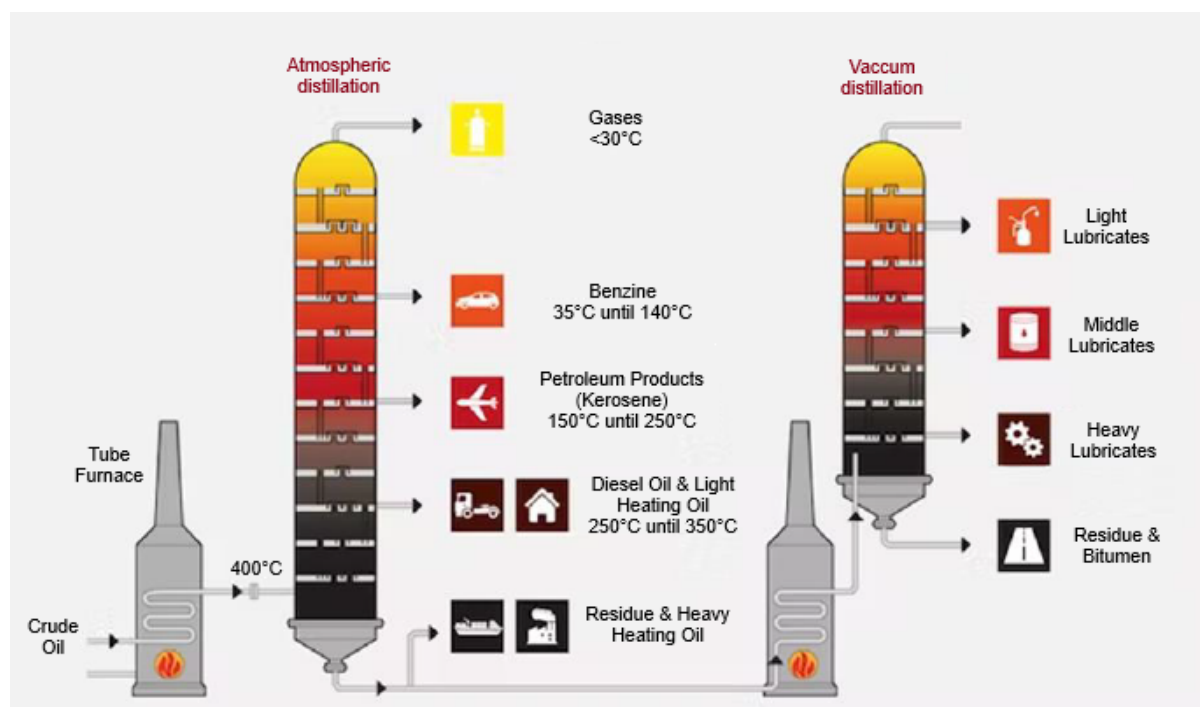 Atmospheric
distillation
Vaccum
distillation
Gases
<30°C
Light
Lubricates
Benzine
35°C until 140°C
Middle
Lubricates
Petroleum Products
(Kerosene)
150°C until 250°C
Tube
Furnace
Heavy
Lubricates
Diesel Oil & Light
Heating Oil
250°C until 350°C
Residue &
Bitumen
400°C
Crude
Oil
Residue & Heavy
Heating Oil